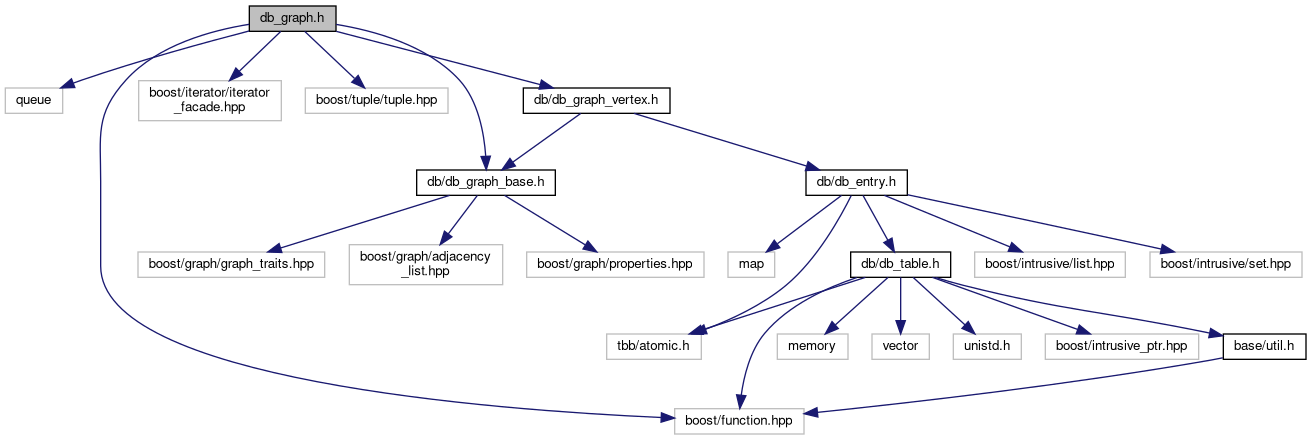 db_graph.h
queue
boost/iterator/iterator
_facade.hpp
boost/tuple/tuple.hpp
db/db_graph_vertex.h
db/db_graph_base.h
db/db_entry.h
boost/graph/graph_traits.hpp
boost/graph/adjacency
_list.hpp
boost/graph/properties.hpp
map
db/db_table.h
boost/intrusive/list.hpp
boost/intrusive/set.hpp
tbb/atomic.h
memory
vector
unistd.h
boost/intrusive_ptr.hpp
base/util.h
boost/function.hpp